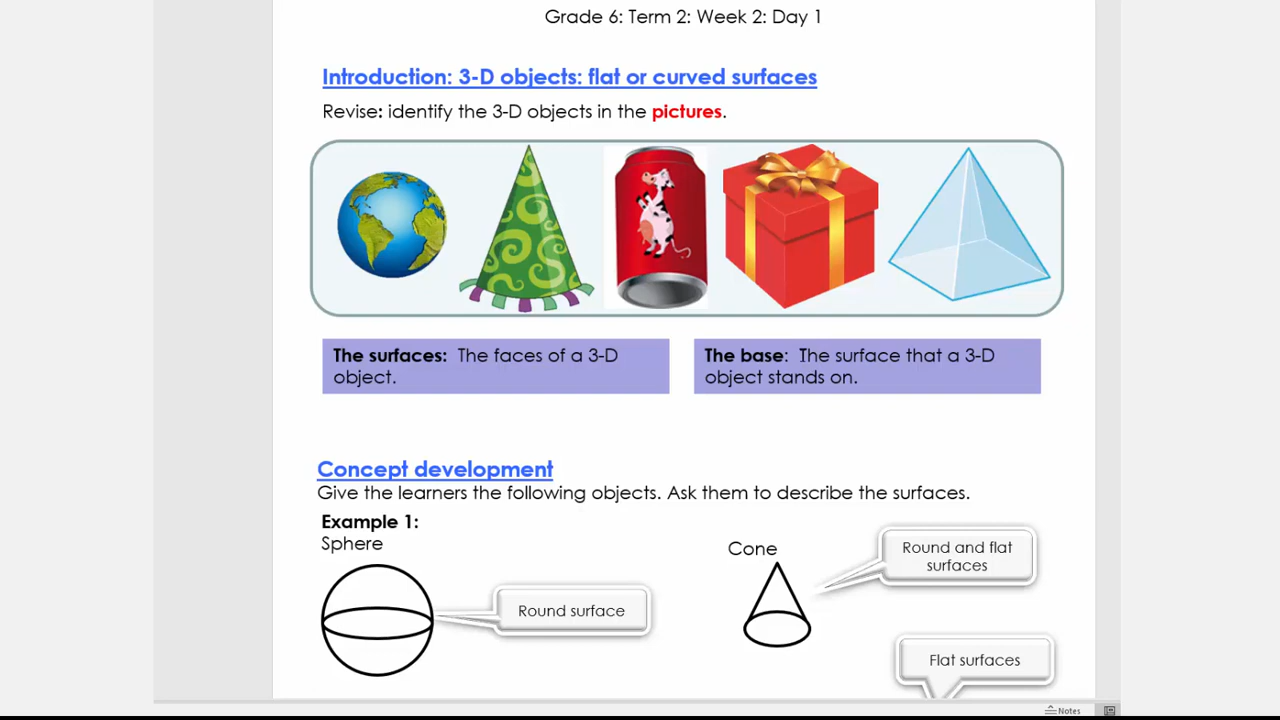 Grade 6: Term 2: Week 2: Day 1
Introduction: 3-D objects: flat or curved surfaces
Revise: identify the 3-D objects in the pictures.
The surfaces: The faces of a 3-D
object.
The base: The surface that a 3-D
object stands on.
Concept development
Give the learners the following objects. Ask them to describe the surfaces.
Example 1:
Sphere
Round surface
Cone
Round and flat
surfaces
Flat surfaces
Notes